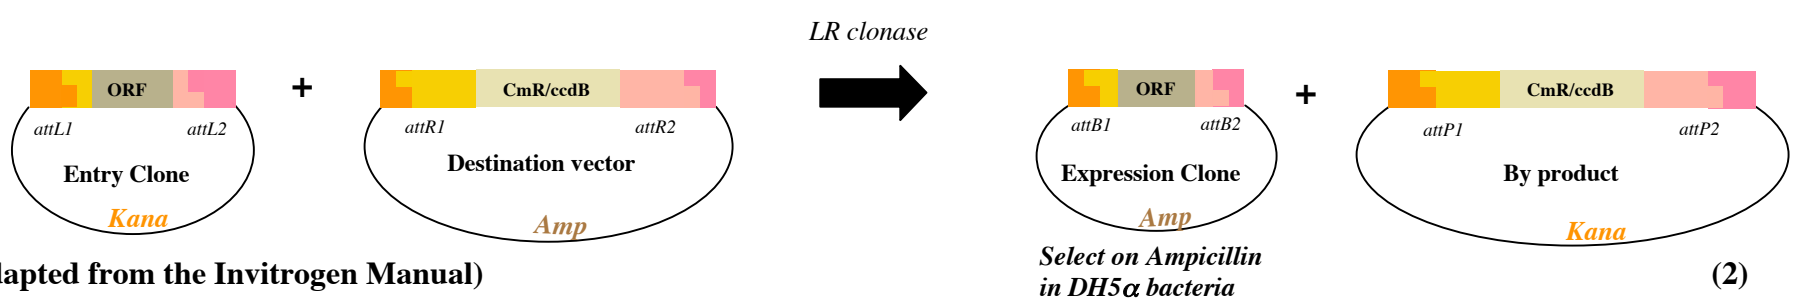 LR clonase
ORF + CmR/ccdB ORF + CmR/ccdB
attL1 attL2 attR1 attR2 attB1 attB2 attP1 attP2
Entry Clone Destination vector Expression Clone By product
Kana Amp Amp Kana
Select on Ampicillin
from the Invitrogen Manual) in DH5α bacteria (2)